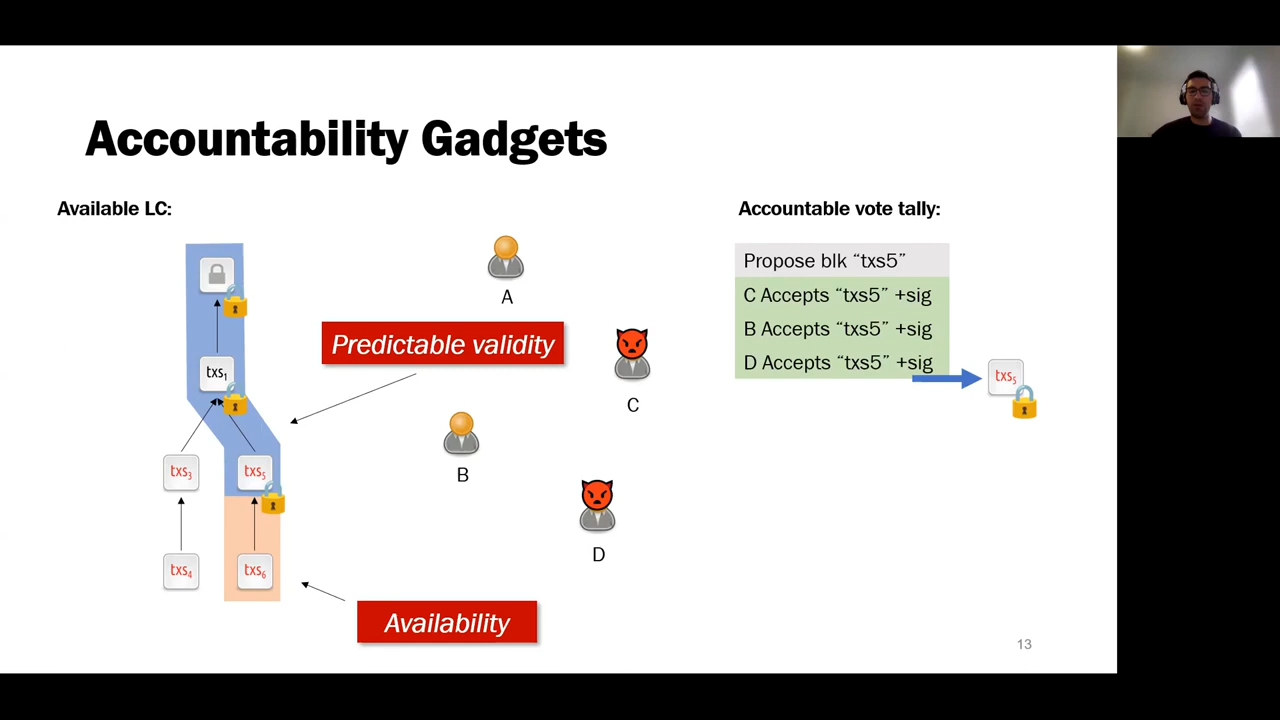 Accountability Gadgets
Available LC:
Accountable vote tally:
A
Propose blk “txs5”
C Accepts “txs5” +sig
B Accepts “txs5” +sig
D Accepts “txs5” +sig
Predictable validity
txs₁
C
txs₅
B
txs₃
txs₅
D
txs₄
txs₆
Availability
13